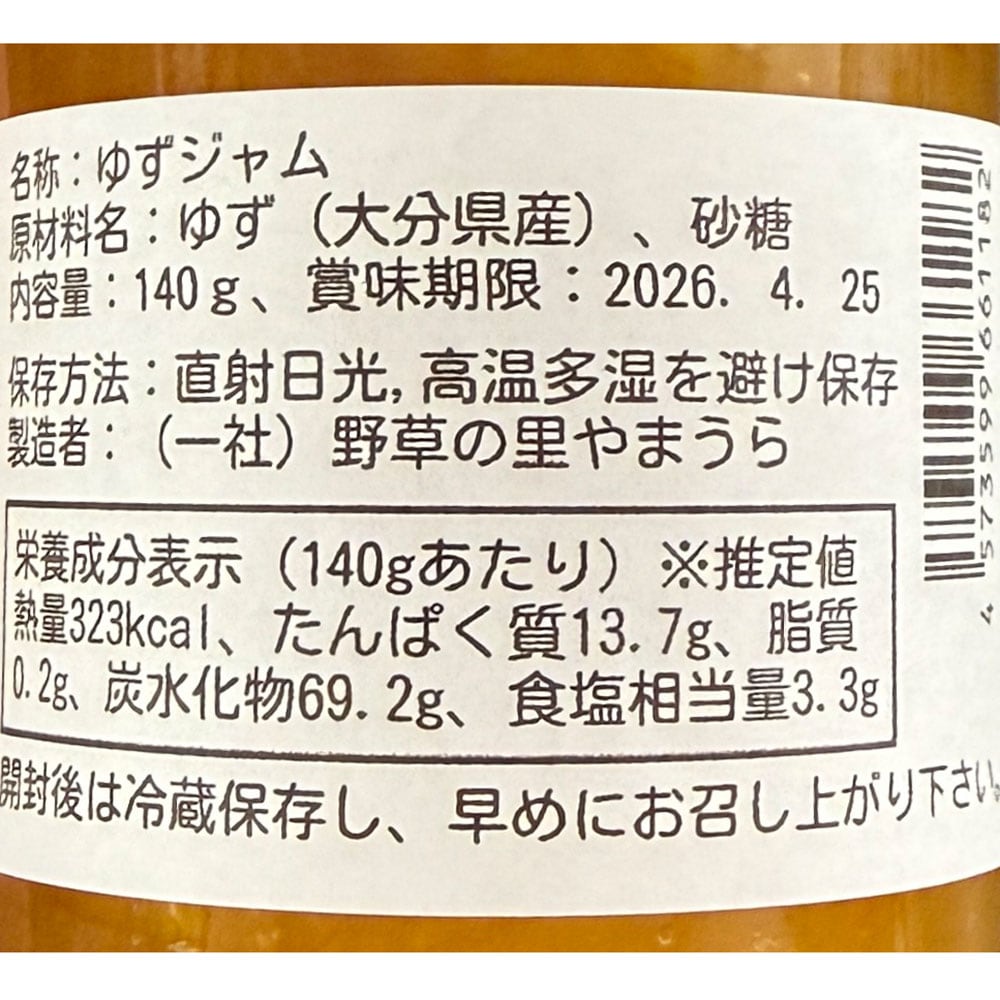 名称：ゆずジャム
原材料名：ゆず（大分県産）、砂糖
内容量：140ｇ、賞味期限：2026. 4. 25
保存方法：直射日光,高温多湿を避け保存
製造者：（一社）野草の里やまうら
栄養成分表示（140gあたり）※推定値
熱量323kcal、たんぱく質13.7g、脂質
0.2g、炭水化物69.2g、食塩相当量3.3g
開封後は冷蔵保存し、早めにお召し上がり下さい。
4 573599 661182